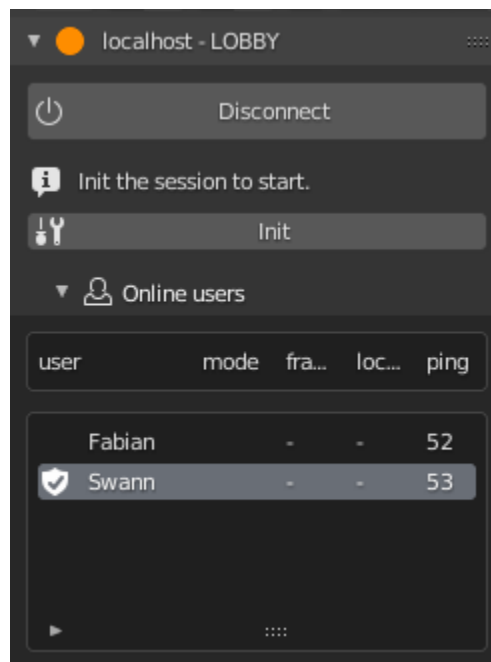 localhost - LOBBY
Disconnect
Init the session to start.
Init
Online users
user mode fra... loc... ping
Fabian - - 52
Swann - - 53